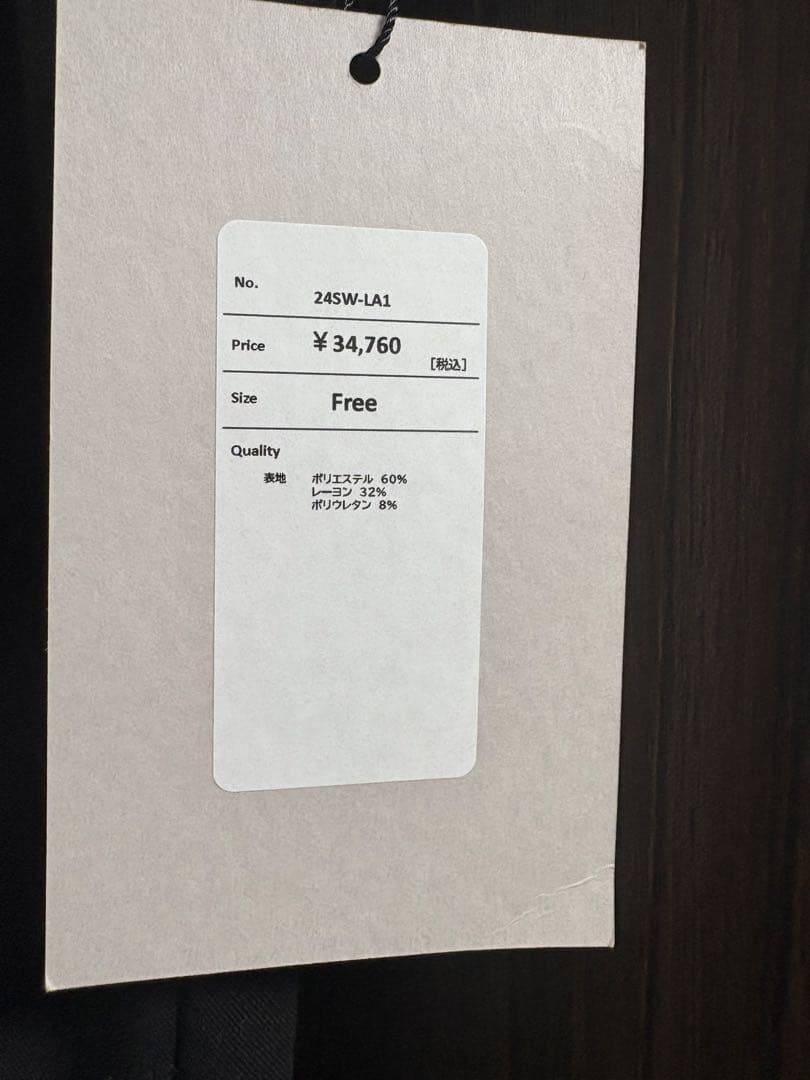 No.
24SW-LA1
Price ¥34,760
[税込]
Size Free
Quality
表地 ポリエステル 60%
レーヨン 32%
ポリウレタン 8%